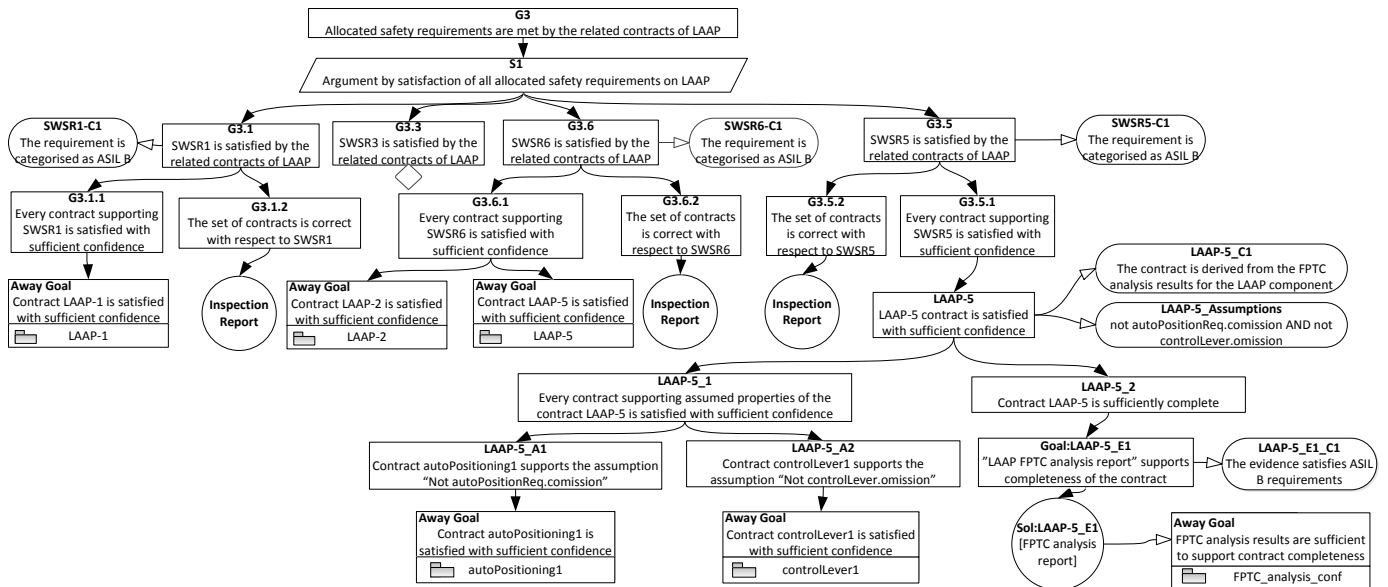 G3
Allocated safety requirements are met by the related contracts of LAAP
S1
Argument by satisfaction of all allocated safety requirements on LAAP
SWSR1-C1
The requirement is
categorised as ASIL B
G3.1
SWSR1 is satisfied by the
related contracts of LAAP
G3.3
SWSR3 is satisfied by the
related contracts of LAAP
G3.6
SWSR6 is satisfied by the
related contracts of LAAP
SWSR6-C1
The requirement is
categorised as ASIL B
G3.5
SWSR5 is satisfied by the
related contracts of LAAP
SWSR5-C1
The requirement is
categorised as ASIL B
G3.1.1
Every contract supporting
SWSR1 is satisfied with
sufficient confidence
G3.1.2
The set of contracts is correct
with respect to SWSR1
G3.6.1
Every contract supporting
SWSR6 is satisfied with
sufficient confidence
G3.6.2
The set of contracts
is correct with
respect to SWSR6
G3.5.2
The set of contracts
is correct with
respect to SWSR5
G3.5.1
Every contract supporting
SWSR5 is satisfied with
sufficient confidence
Away Goal
Contract LAAP-1 is satisfied
with sufficient confidence
LAAP-1
Inspection
Report
Away Goal
Contract LAAP-2 is satisfied
with sufficient confidence
LAAP-2
Away Goal
Contract LAAP-5 is satisfied
with sufficient confidence
LAAP-5
Inspection
Report
Inspection
Report
LAAP-5
LAAP-5 contract is satisfied
with sufficient confidence
LAAP-5_C1
The contract is derived from the FPTC
analysis results for the LAAP component
LAAP-5_Assumptions
not autoPositionReq.comission AND not
controlLever.omission
LAAP-5_1
Every contract supporting assumed properties of the
contract LAAP-5 is satisfied with sufficient confidence
LAAP-5_2
Contract LAAP-5 is sufficiently complete
LAAP-5_A1
Contract autoPositioning1 supports the assumption
“Not autoPositionReq.comission”
LAAP-5_A2
Contract controlLever1 supports the
assumption “Not controlLever.omission”
Goal:LAAP-5_E1
”LAAP FPTC analysis report” supports
completeness of the contract
LAAP-5_E1_C1
The evidence satisfies ASIL
B requirements
Away Goal
Contract autoPositioning1 is
satisfied with sufficient confidence
autoPositioning1
Away Goal
Contract controlLever1 is satisfied
with sufficient confidence
controlLever1
Sol:LAAP-5_E1
[FPTC analysis
report]
Away Goal
FPTC analysis results are sufficient
to support contract completeness
FPTC_analysis_conf